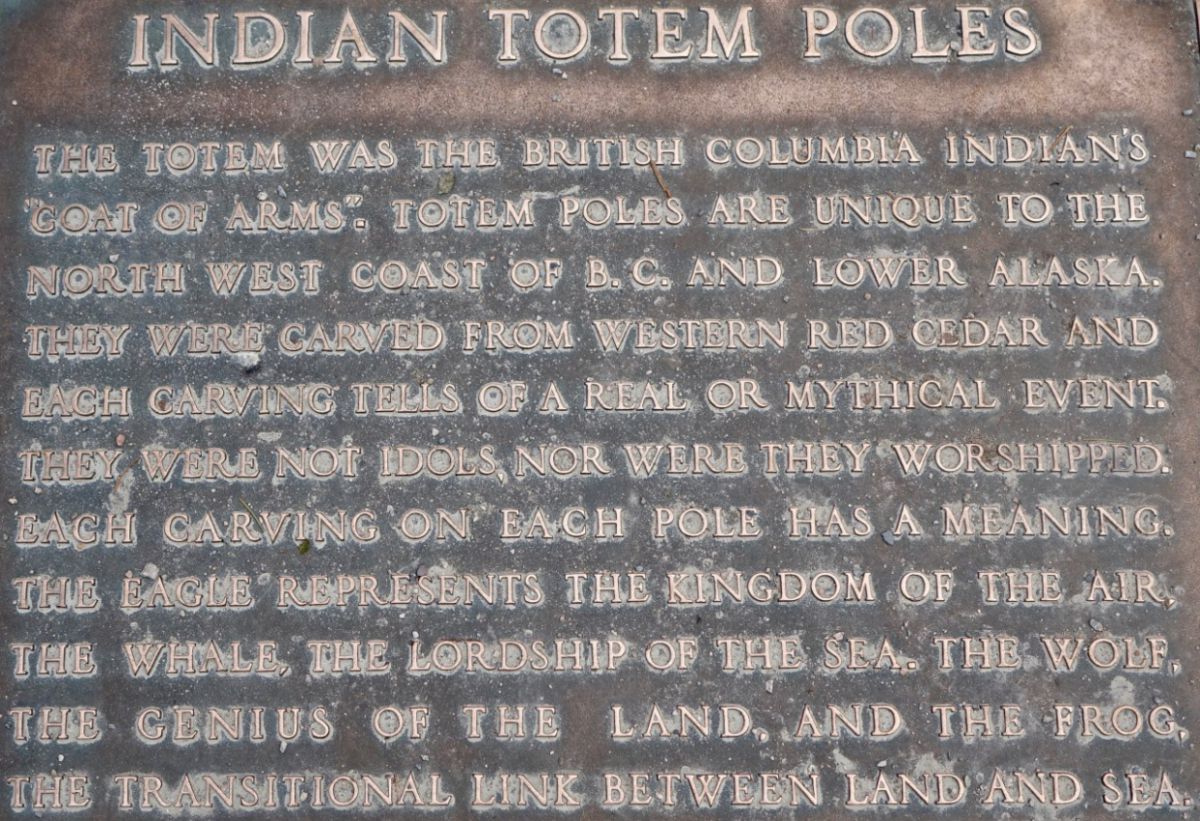 INDIAN TOTEM POLES
THE TOTEM WAS THE BRITISH COLUMBIA INDIAN'S
"COAT OF ARMS". TOTEM POLES ARE UNIQUE TO THE
NORTH WEST COAST OF B.C. AND LOWER ALASKA.
THEY WERE CARVED FROM WESTERN RED CEDAR AND
EACH CARVING TELLS OF A REAL OR MYTHICAL EVENT.
THEY WERE NOT IDOLS, NOR WERE THEY WORSHIPPED.
EACH CARVING ON EACH POLE HAS A MEANING.
THE EAGLE REPRESENTS THE KINGDOM OF THE AIR,
THE WHALE, THE LORDSHIP OF THE SEA. THE WOLF,
THE GENIUS OF THE LAND, AND THE FROG,
THE TRANSITIONAL LINK BETWEEN LAND AND SEA.